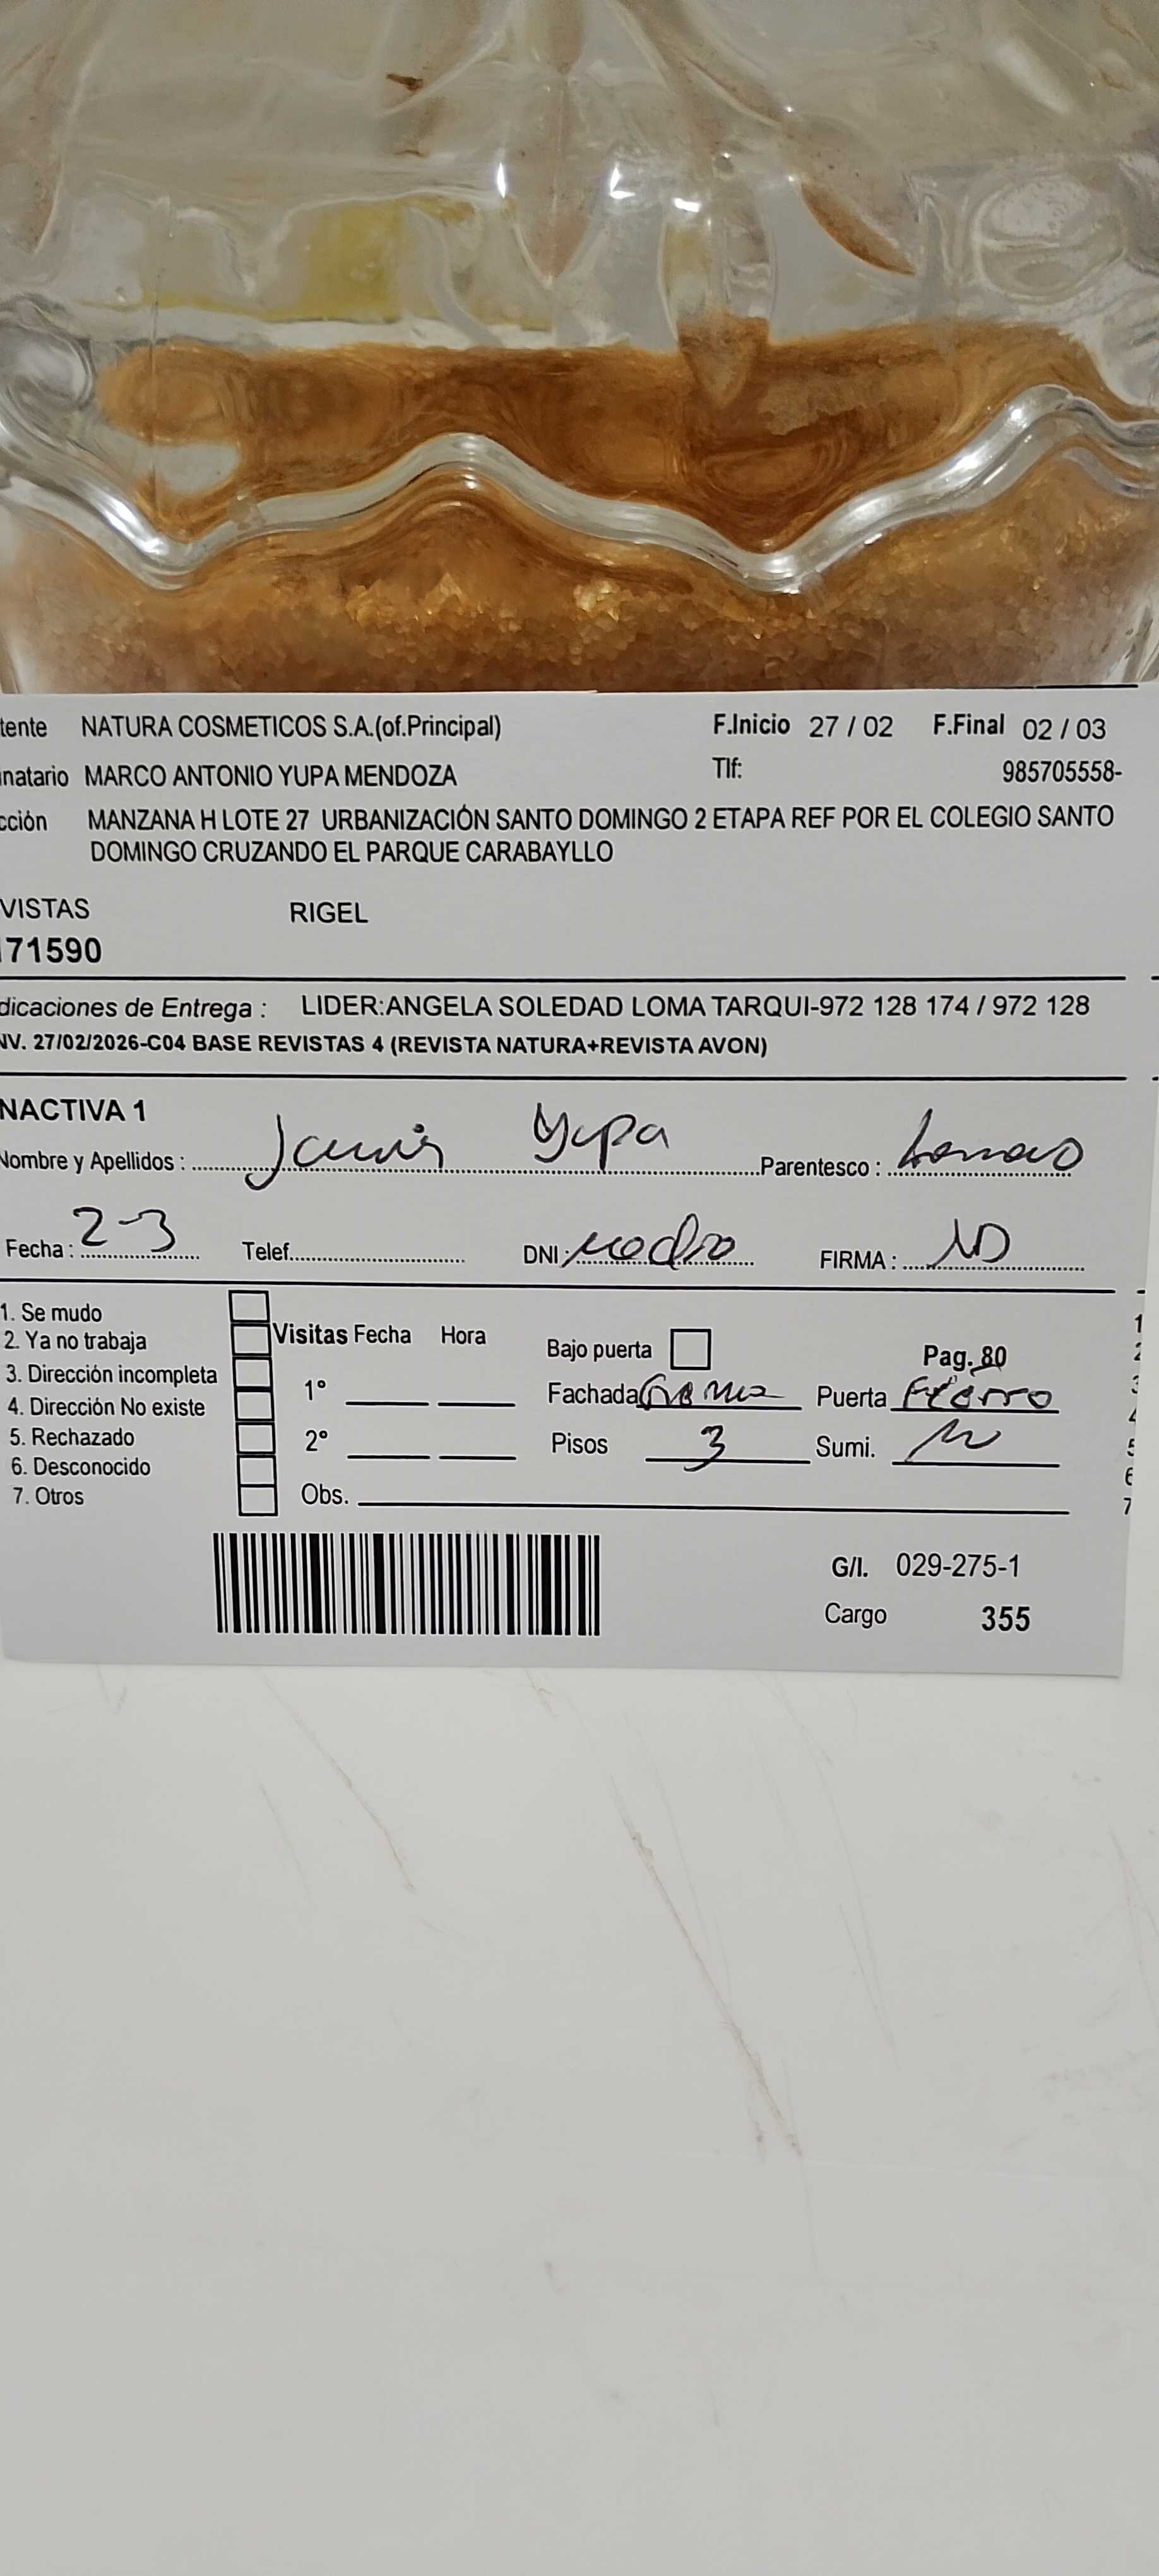 tente NATURA COSMETICOS S.A.(of.Principal) F.Inicio 27 / 02 F.Final 02 / 03
natario MARCO ANTONIO YUPA MENDOZA Tlf: 985705558-
cción MANZANA H LOTE 27 URBANIZACIÓN SANTO DOMINGO 2 ETAPA REF POR EL COLEGIO SANTO
DOMINGO CRUZANDO EL PARQUE CARABAYLLO
VISTAS RIGEL
171590
dicaciones de Entrega : LIDER:ANGELA SOLEDAD LOMA TARQUI-972 128 174 / 972 128
NV. 27/02/2026-C04 BASE REVISTAS 4 (REVISTA NATURA+REVISTA AVON)
NACTIVA 1
Nombre y Apellidos : Yupa Parentesco :
Fecha : 2-3 Telef. DNI : FIRMA :
1. Se mudo
2. Ya no trabaja Visitas Fecha Hora Bajo puerta Pag. 80
3. Dirección incompleta 1° Fachada Puerta Fierro
4. Dirección No existe
5. Rechazado 2° Pisos 3 Sumi.
6. Desconocido
7. Otros Obs.
G/I. 029-275-1
Cargo 355